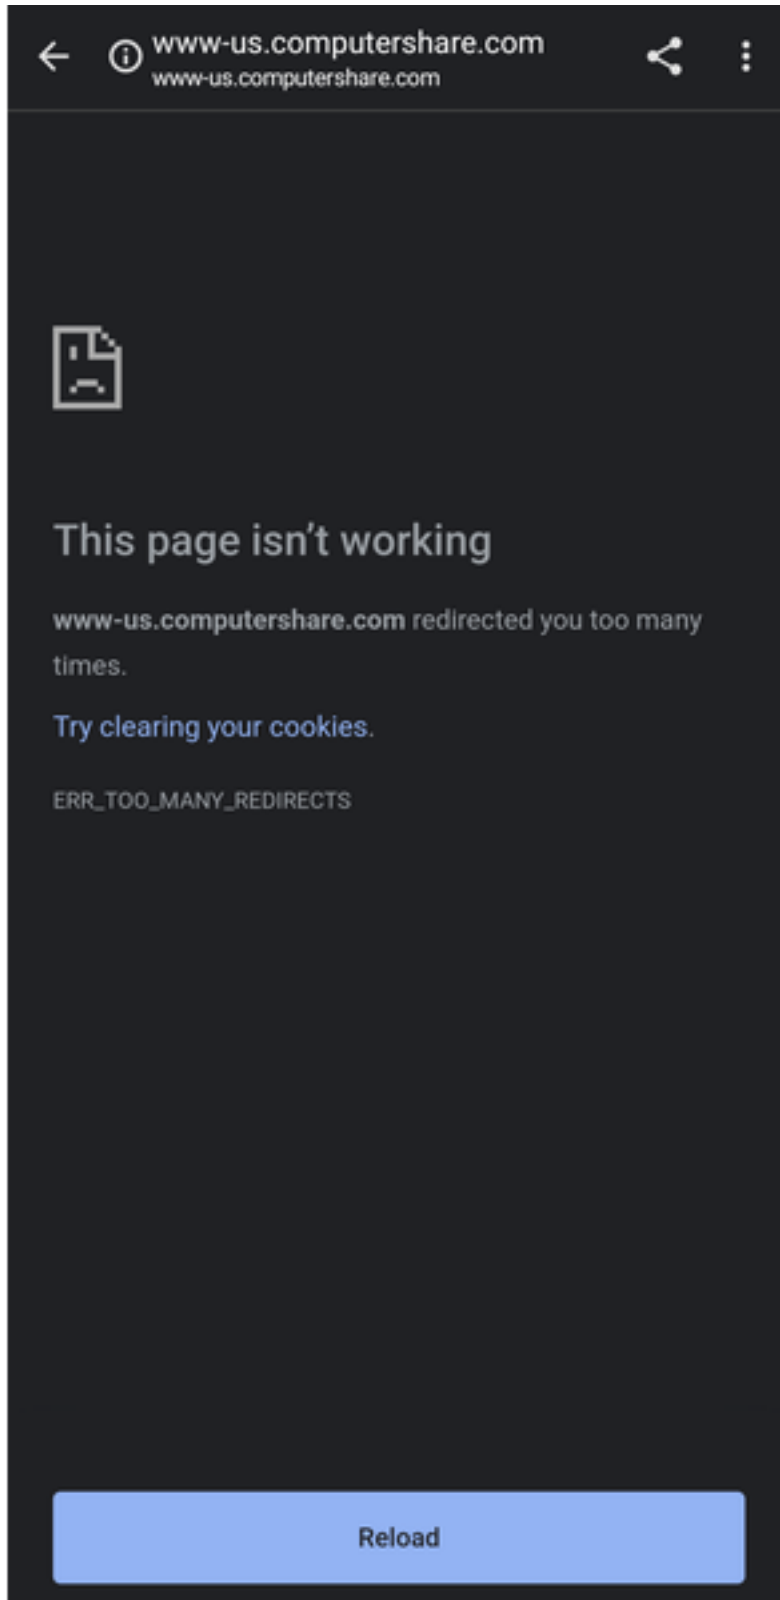 www-us.computershare.com
www-us.computershare.com
This page isn’t working
www-us.computershare.com redirected you too many
times.
Try clearing your cookies.
ERR_TOO_MANY_REDIRECTS
Reload